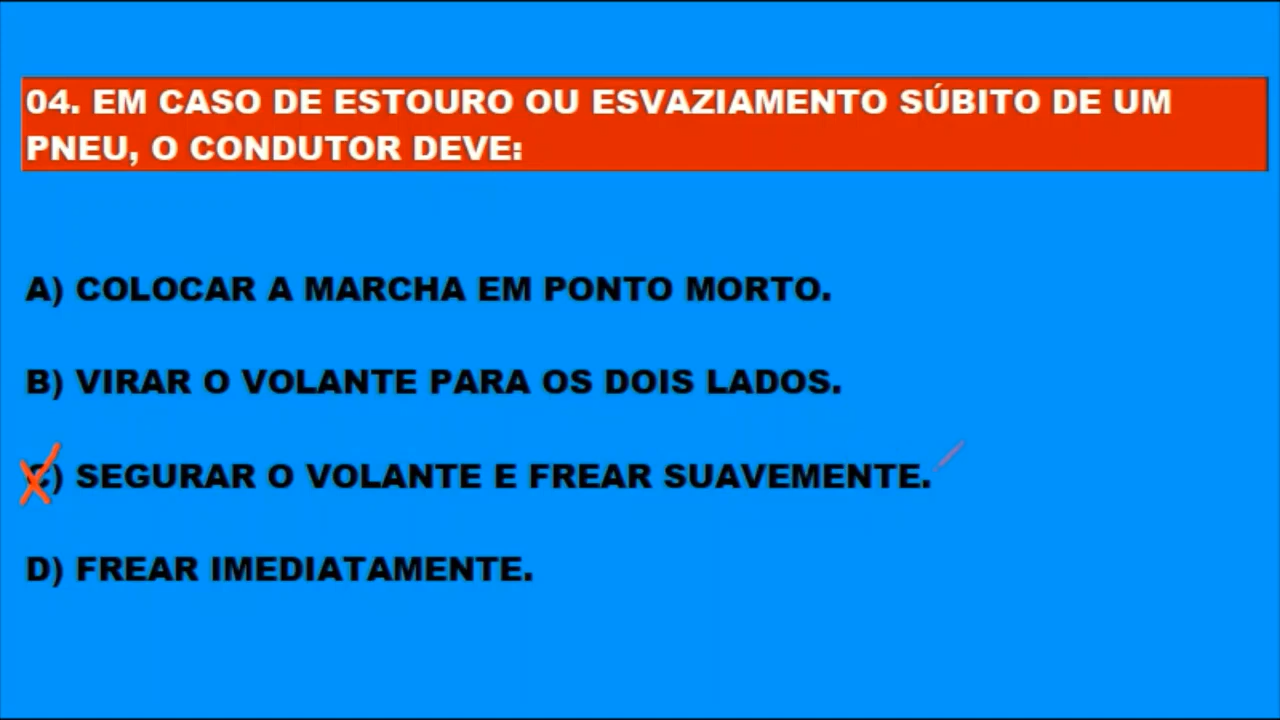 04. EM CASO DE ESTOURO OU ESVAZIAMENTO SÚBITO DE UM
PNEU, O CONDUTOR DEVE:
A) COLOCAR A MARCHA EM PONTO MORTO.
B) VIRAR O VOLANTE PARA OS DOIS LADOS.
C) SEGURAR O VOLANTE E FREAR SUAVEMENTE.
D) FREAR IMEDIATAMENTE.